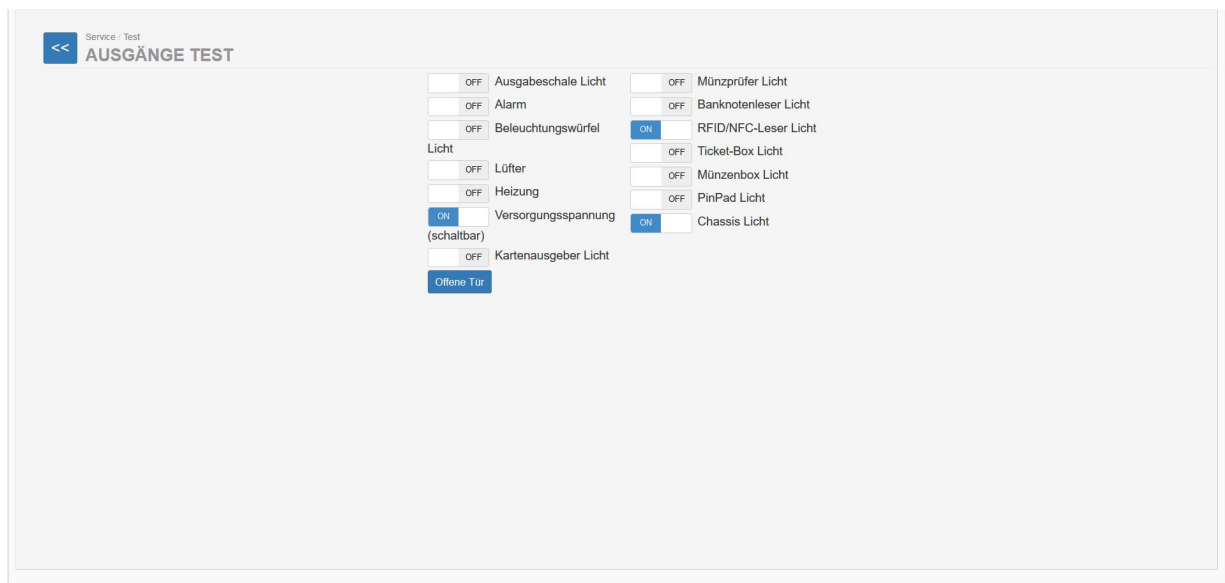 <<
Service / Test
AUSGÄNGE TEST
OFF Ausgabeschale Licht
OFF Alarm
OFF Beleuchtungswürfel
Licht
OFF Lüfter
OFF Heizung
ON Versorgungsspannung
(schaltbar)
OFF Kartenausgeber Licht
Offene Tür
OFF Münzprüfer Licht
OFF Banknotenleser Licht
ON RFID/NFC-Leser Licht
OFF Ticket-Box Licht
OFF Münzenbox Licht
OFF PinPad Licht
ON Chassis Licht